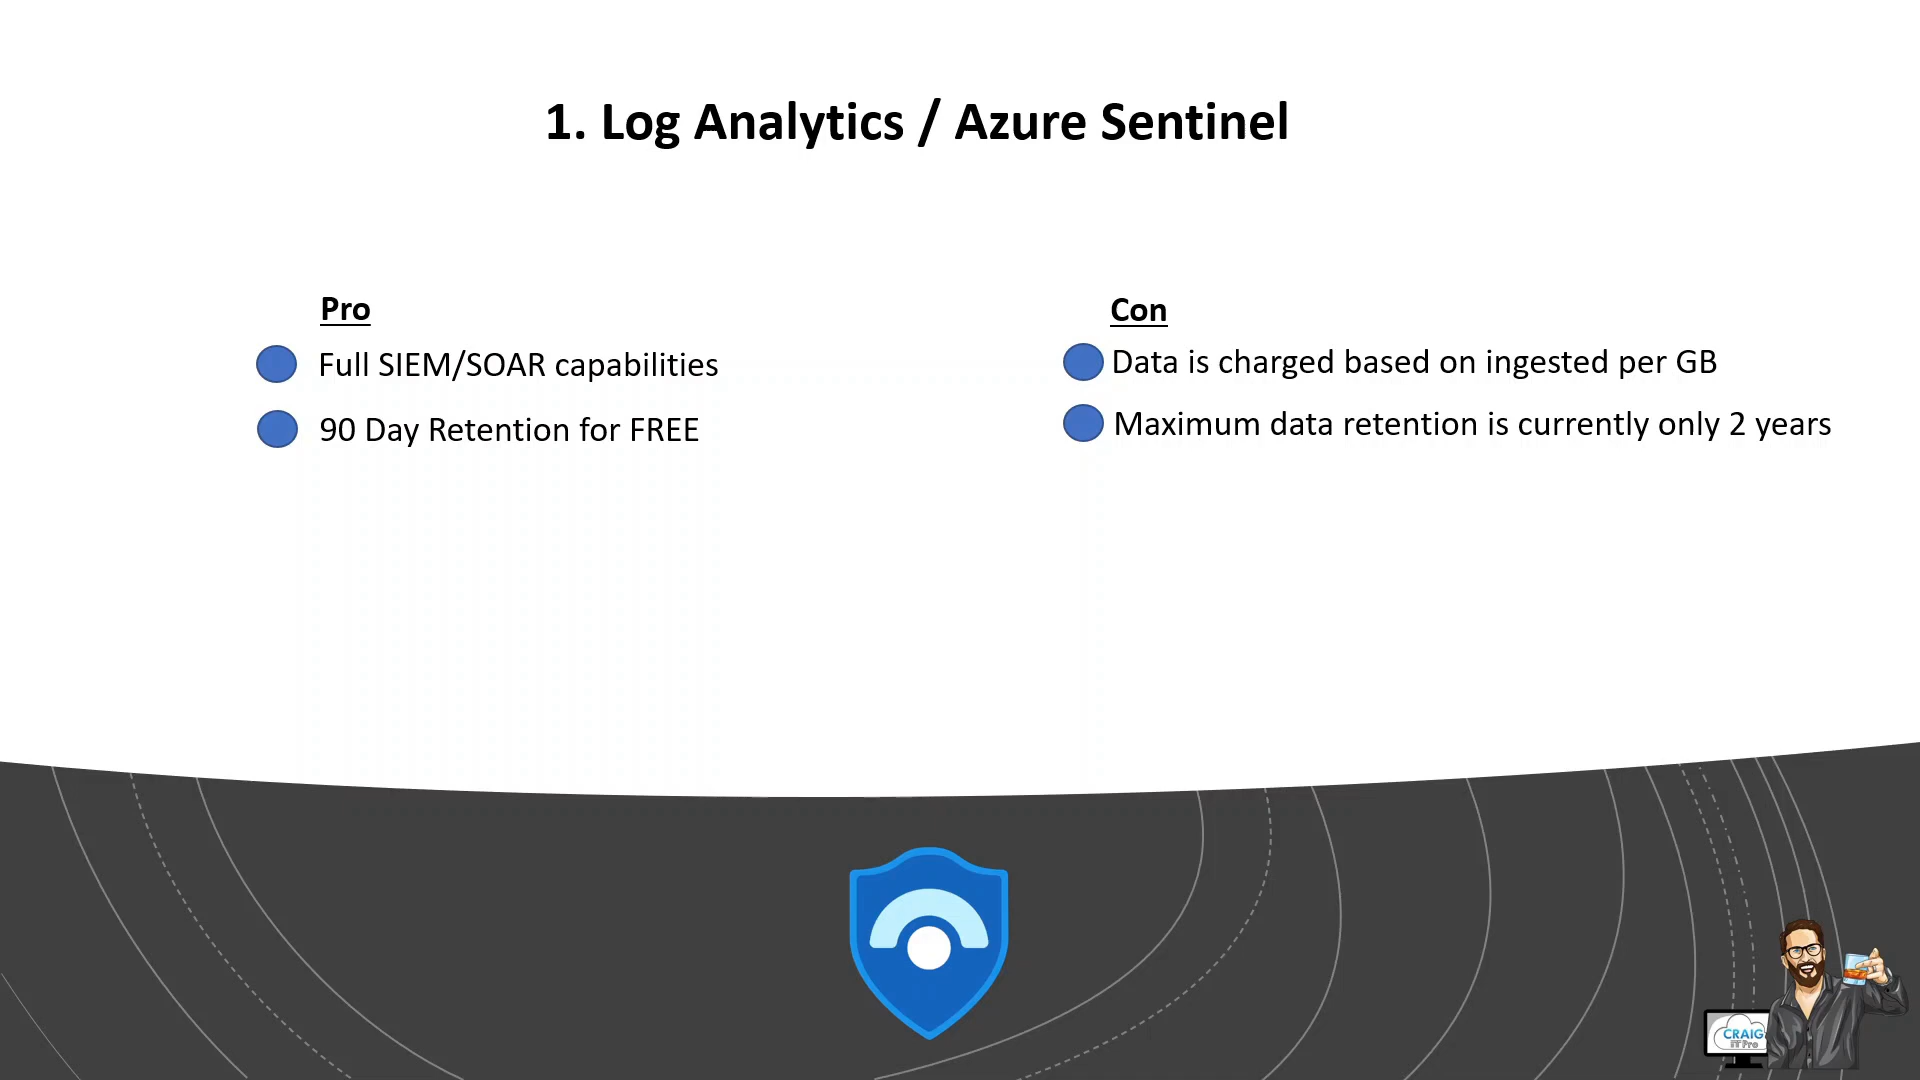 1. Log Analytics / Azure Sentinel
Pro
Full SIEM/SOAR capabilities
90 Day Retention for FREE
Con
Data is charged based on ingested per GB
Maximum data retention is currently only 2 years
CRAIG
IT Pro